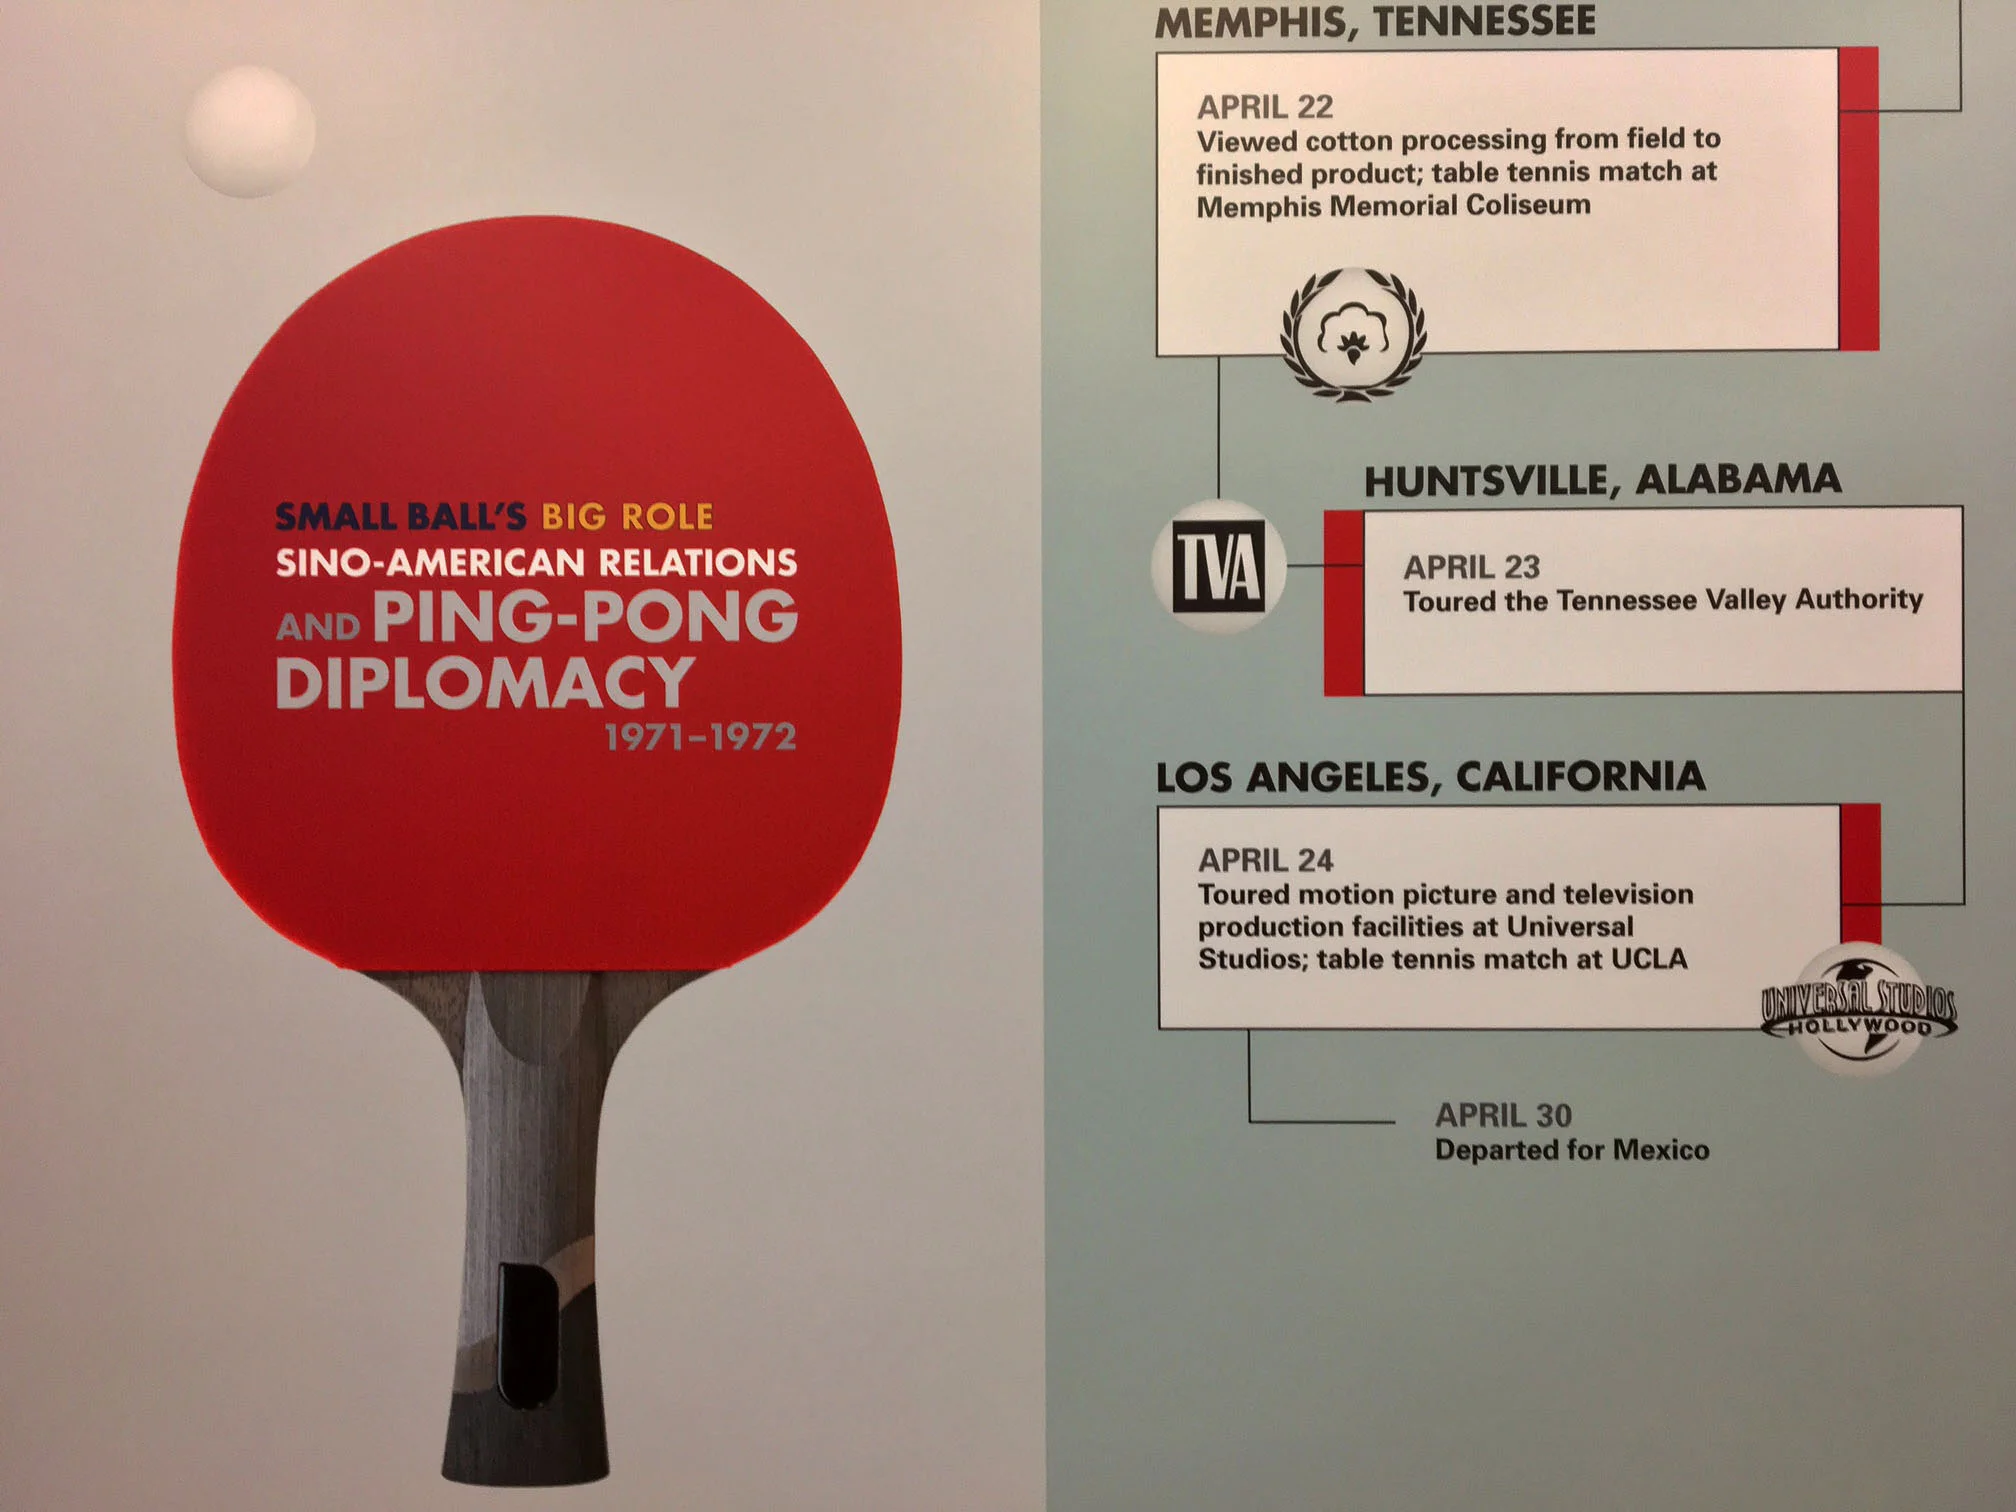 SMALL BALL'S BIG ROLE
SINO-AMERICAN RELATIONS
AND PING-PONG
DIPLOMACY
1971–1972
MEMPHIS, TENNESSEE
APRIL 22
Viewed cotton processing from field to
finished product; table tennis match at
Memphis Memorial Coliseum
HUNTSVILLE, ALABAMA
TVA
APRIL 23
Toured the Tennessee Valley Authority
LOS ANGELES, CALIFORNIA
APRIL 24
Toured motion picture and television
production facilities at Universal
Studios; table tennis match at UCLA
UNIVERSAL STUDIOS
HOLLYWOOD
APRIL 30
Departed for Mexico